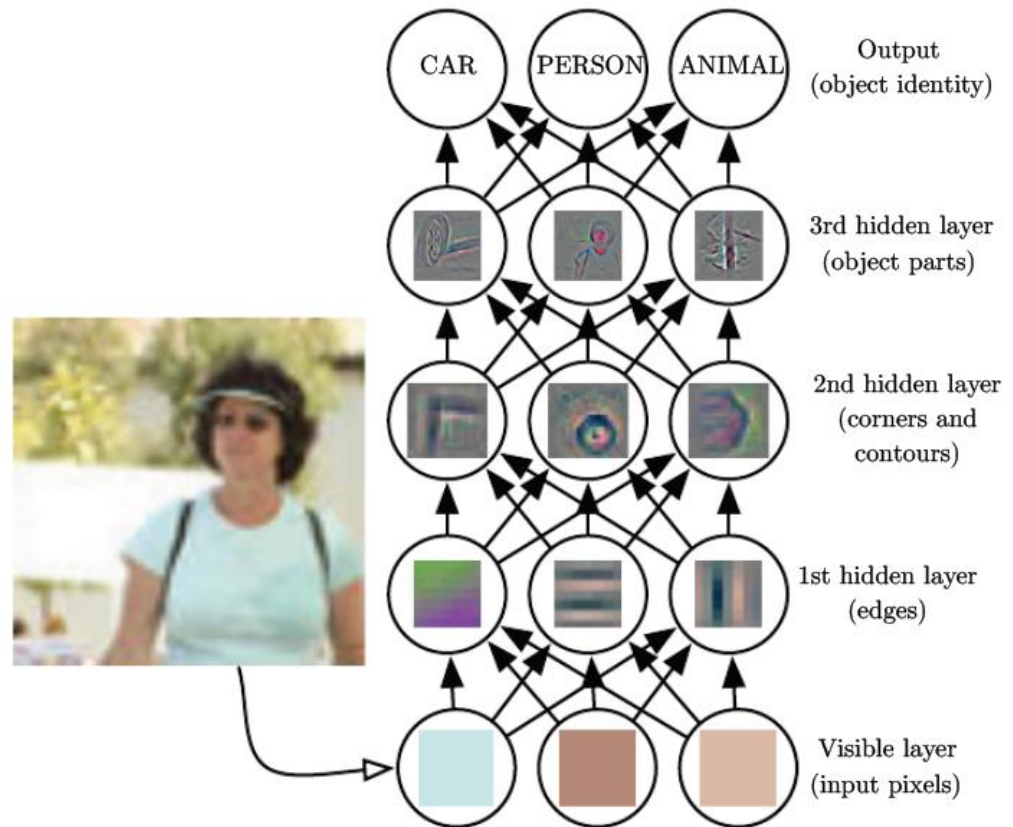 CAR
PERSON
ANIMAL
Output
(object identity)
3rd hidden layer
(object parts)
2nd hidden layer
(corners and
contours)
1st hidden layer
(edges)
Visible layer
(input pixels)